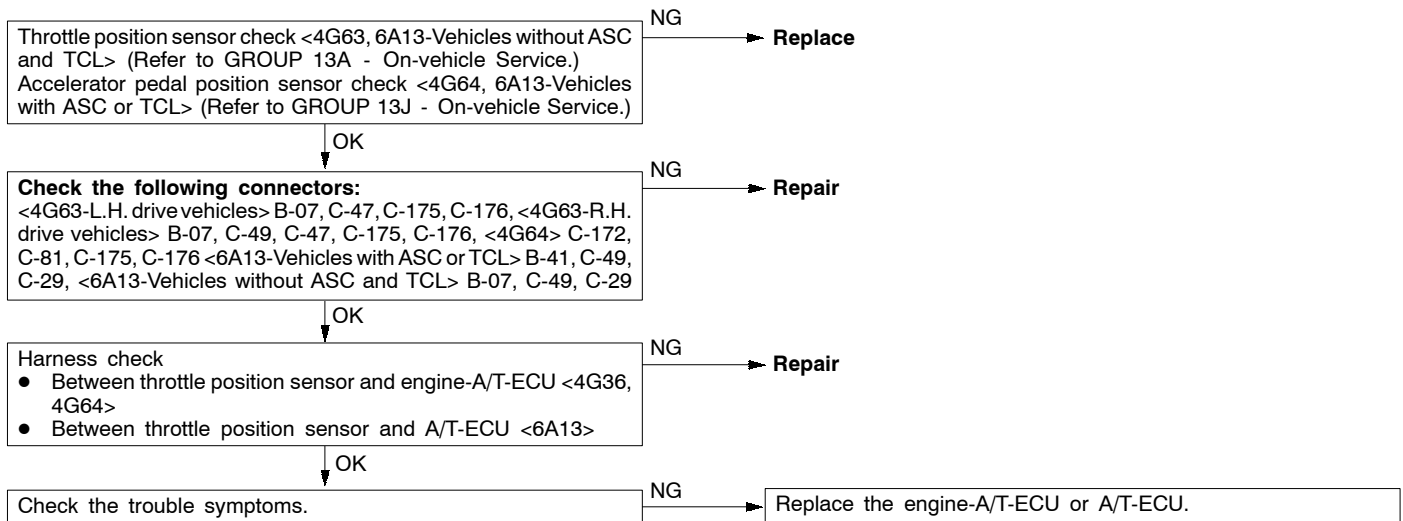 Throttle position sensor check <4G63, 6A13-Vehicles without ASC
and TCL> (Refer to GROUP 13A - On-vehicle Service.)
Accelerator pedal position sensor check <4G64, 6A13-Vehicles
with ASC or TCL> (Refer to GROUP 13J - On-vehicle Service.)
NG
Replace
OK
Check the following connectors:
<4G63-L.H. drive vehicles> B-07, C-47, C-175, C-176, <4G63-R.H.
drive vehicles> B-07, C-49, C-47, C-175, C-176, <4G64> C-172,
C-81, C-175, C-176 <6A13-Vehicles with ASC or TCL> B-41, C-49,
C-29, <6A13-Vehicles without ASC and TCL> B-07, C-49, C-29
NG
Repair
OK
Harness check
● Between throttle position sensor and engine-A/T-ECU <4G36,
4G64>
● Between throttle position sensor and A/T-ECU <6A13>
NG
Repair
OK
Check the trouble symptoms.
NG
Replace the engine-A/T-ECU or A/T-ECU.